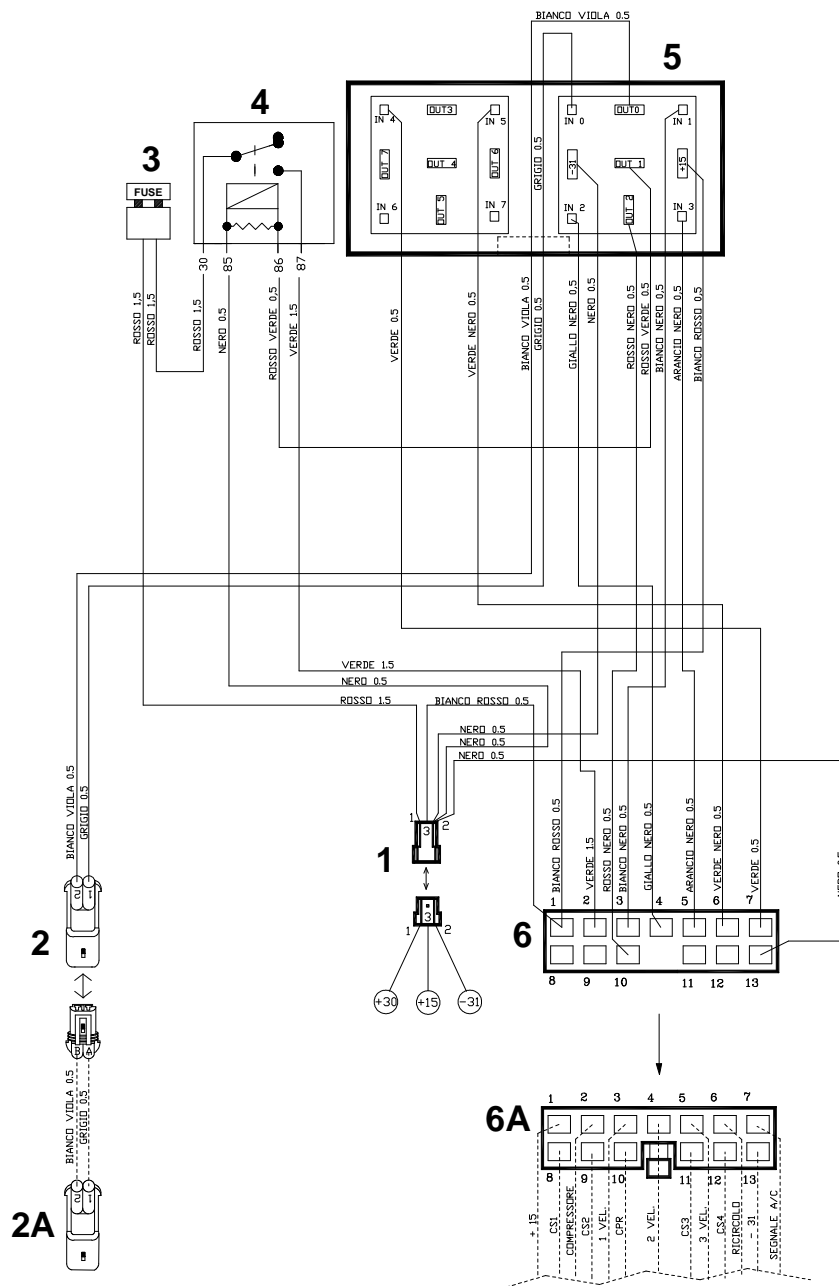 BIANCO VIOLA 0.5
5
4
3
FUSE
GRIGIO 0.5
IN 4
OUT3
IN 5
OUT 7
OUT 4
OUT 6
IN 6
OUT 5
IN 7
IN 0
OUT0
IN 1
-31
OUT 1
+15
IN 2
OUT 2
IN 3
30
85
86
87
ROSSO 1,5
ROSSO 1,5
ROSSO 1,5
NERO 0,5
ROSSO VERDE 0,5
VERDE 1.5
VERDE 0.5
VERDE NERO 0.5
BIANCO VIOLA 0.5
GRIGIO 0.5
GIALLO NERO 0,5
NERO 0.5
ROSSO NERO 0.5
ROSSO VERDE 0.5
BIANCO NERO 0.5
ARANCIO NERO 0,5
BIANCO ROSSO 0.5
VERDE 1.5
NERO 0.5
ROSSO 1.5
BIANCO ROSSO 0.5
NERO 0.5
NERO 0.5
NERO 0.5
BIANCO VIOLA 0.5
GRIGIO 0.5
1
3
2
1
1
3
2
+30
+15
-31
2
2
1
B
A
BIANCO VIOLA 0.5
GRIGIO 0.5
2A
2
1
BIANCO ROSSO 0.5
VERDE 1.5
ROSSO NERO 0.5
BIANCO NERO 0.5
GIALLO NERO 0.5
ARANCIO NERO 0.5
VERDE NERO 0.5
VERDE 0.5
1 2 3 4 5 6 7
6
8 9 10 11 12 13
6A
1 2 3 4 5 6 7
8 9 10 11 12 13
+ 15
CS1
COMPRESSORE
CS2
1 VEL.
CPR
2 VEL.
CS3
3 VEL.
CS4
RICIRCOLO
- 31
SEGNALE A/C